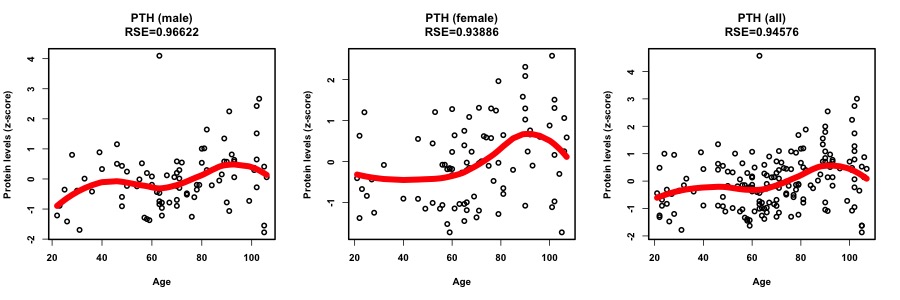 PTH (male)
RSE=0.96622
Protein levels (z-score)
4
3
2
1
0
-1
-2
20 40 60 80 100
Age
PTH (female)
RSE=0.93886
Protein levels (z-score)
2
1
0
-1
20 40 60 80 100
Age
PTH (all)
RSE=0.94576
Protein levels (z-score)
4
3
2
1
0
-1
-2
20 40 60 80 100
Age